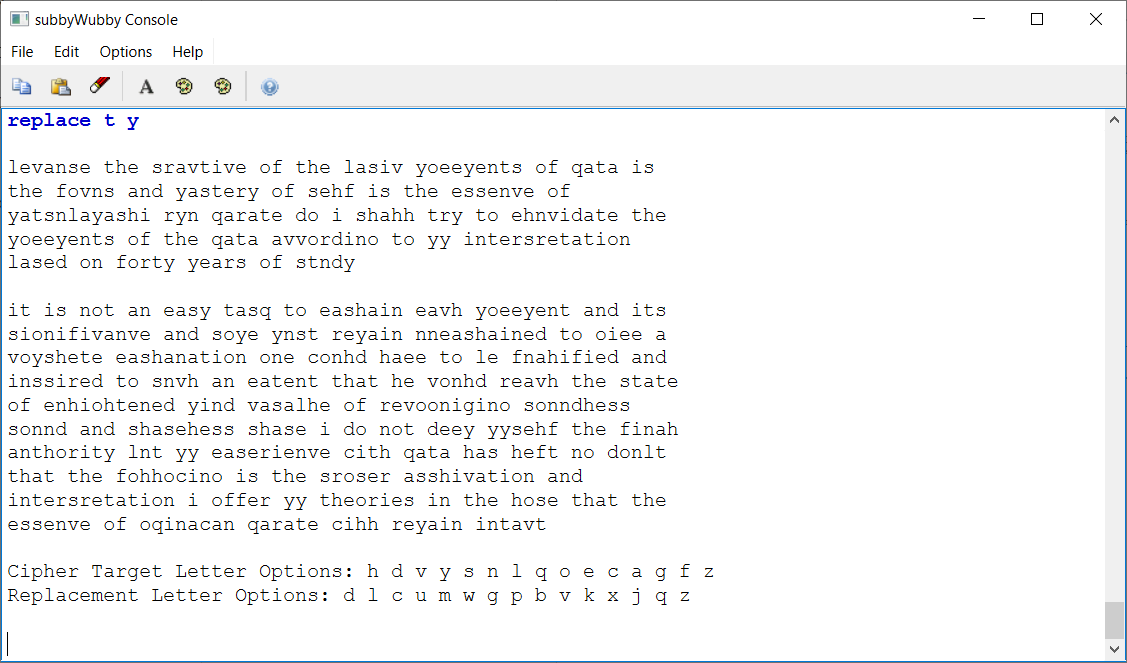 subbyWubby Console
File Edit Options Help
replace t y
levanse the sravtive of the lasiv yoeeyents of qata is
the fovns and yastery of sehf is the essenve of
yatsnlayashi ryn qarate do i shahh try to ehnvidate the
yoeeyents of the qata avvordino to yy intersretation
lased on forty years of stndy
it is not an easy tasq to eashain eavh yoeeyent and its
sionifivanve and soye ynst reyain nneashained to oiee a
voyshete eashanation one conhd haee to le fnahified and
inssired to snvh an eatent that he vonhd reavh the state
of enhiohtened yind vasalhe of revoonigino sonndhess
sonnd and shasehess shase i do not deey yysehf the finah
anthority lnt yy easerienve cith qata has heft no donlt
that the fohhocino is the sroser asshivation and
intersretation i offer yy theories in the hose that the
essenve of oqinacan qarate cihh reyain intavt
Cipher Target Letter Options: h d v y s n l q o e c a g f z
Replacement Letter Options: d l c u m w g p b v k x j q z